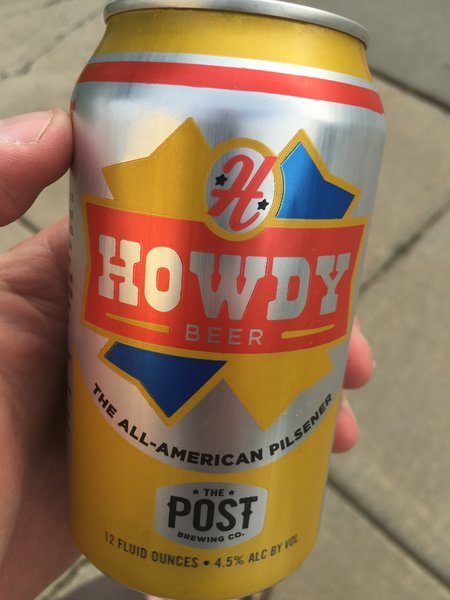 H
HOWDY
BEER
THE ALL-AMERICAN PILSENER
THE
POST
BREWING CO-
12 FLUID OUNCES • 4.5% ALC BY VOL